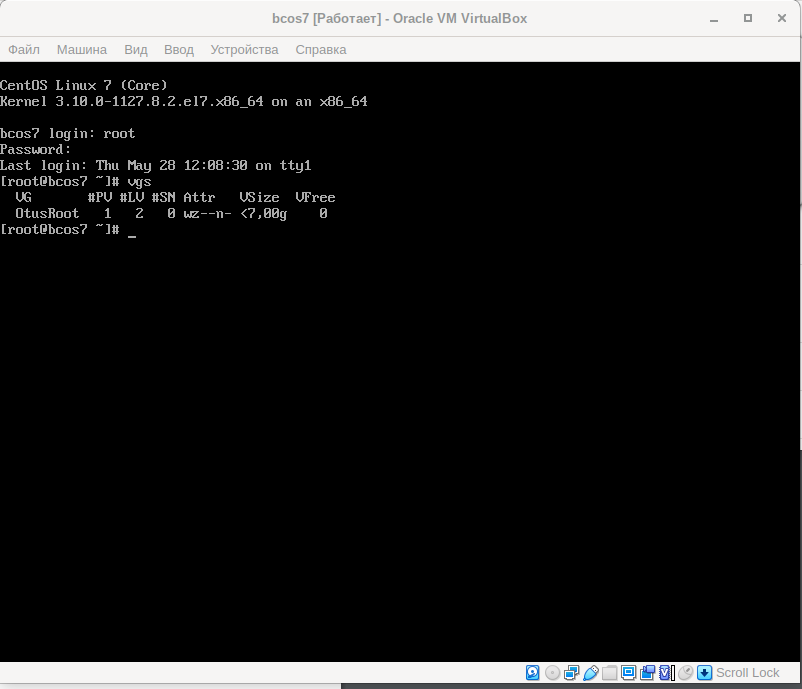 bcos7 [Работает] - Oracle VM VirtualBox
Файл Машина Вид Ввод Устройства Справка
CentOS Linux 7 (Core)
Kernel 3.10.0-1127.8.2.el7.x86_64 on an x86_64
bcos7 login: root
Password:
Last login: Thu May 28 12:08:30 on tty1
[root@bcos7 ~]# vgs
  VG       #PV #LV #SN Attr   VSize  VFree
  OtusRoot   1   2   0 wz--n- <7,00g    0
[root@bcos7 ~]# _
Scroll Lock